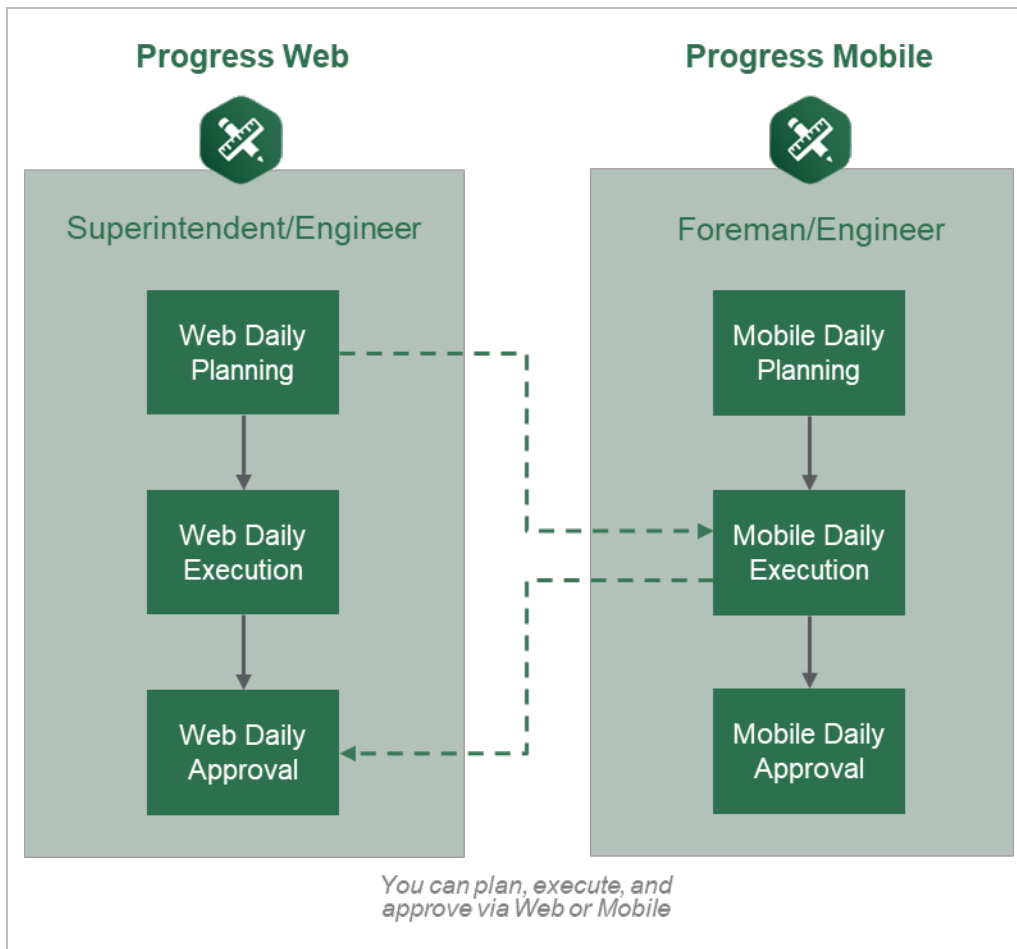 Progress Web
Superintendent/Engineer
Web Daily
Planning
Web Daily
Execution
Web Daily
Approval
Progress Mobile
Foreman/Engineer
Mobile Daily
Planning
Mobile Daily
Execution
Mobile Daily
Approval
You can plan, execute, and
approve via Web or Mobile